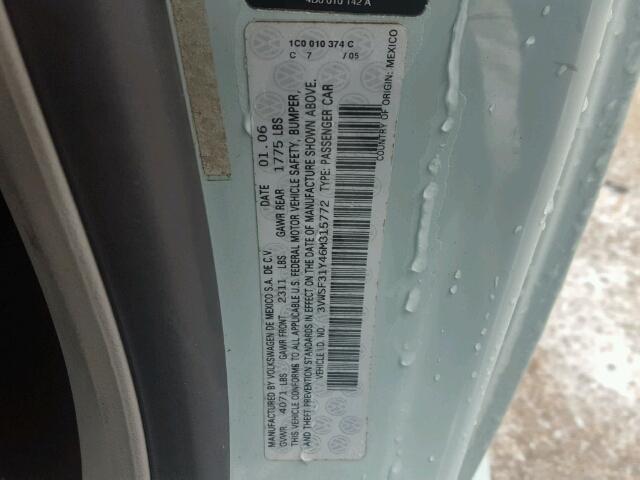 4B0 010 142 A
1C0 010 374 C
C 7 /05
MANUFACTURED BY VOLKSWAGEN DE MEXICO S.A. DE C.V. DATE 01.06
GVWR 4071 LBS GAWR FRONT 2311 LBS GAWR REAR 1775 LBS
THIS VEHICLE CONFORMS TO ALL APPLICABLE U.S. FEDERAL MOTOR VEHICLE SAFETY, BUMPER,
AND THEFT PREVENTION STANDARDS IN EFFECT ON THE DATE OF MANUFACTURE SHOWN ABOVE.
VEHICLE I.D. NO. 3VWSF31Y46M315772 TYPE: PASSENGER CAR
COUNTRY OF ORIGIN: MEXICO